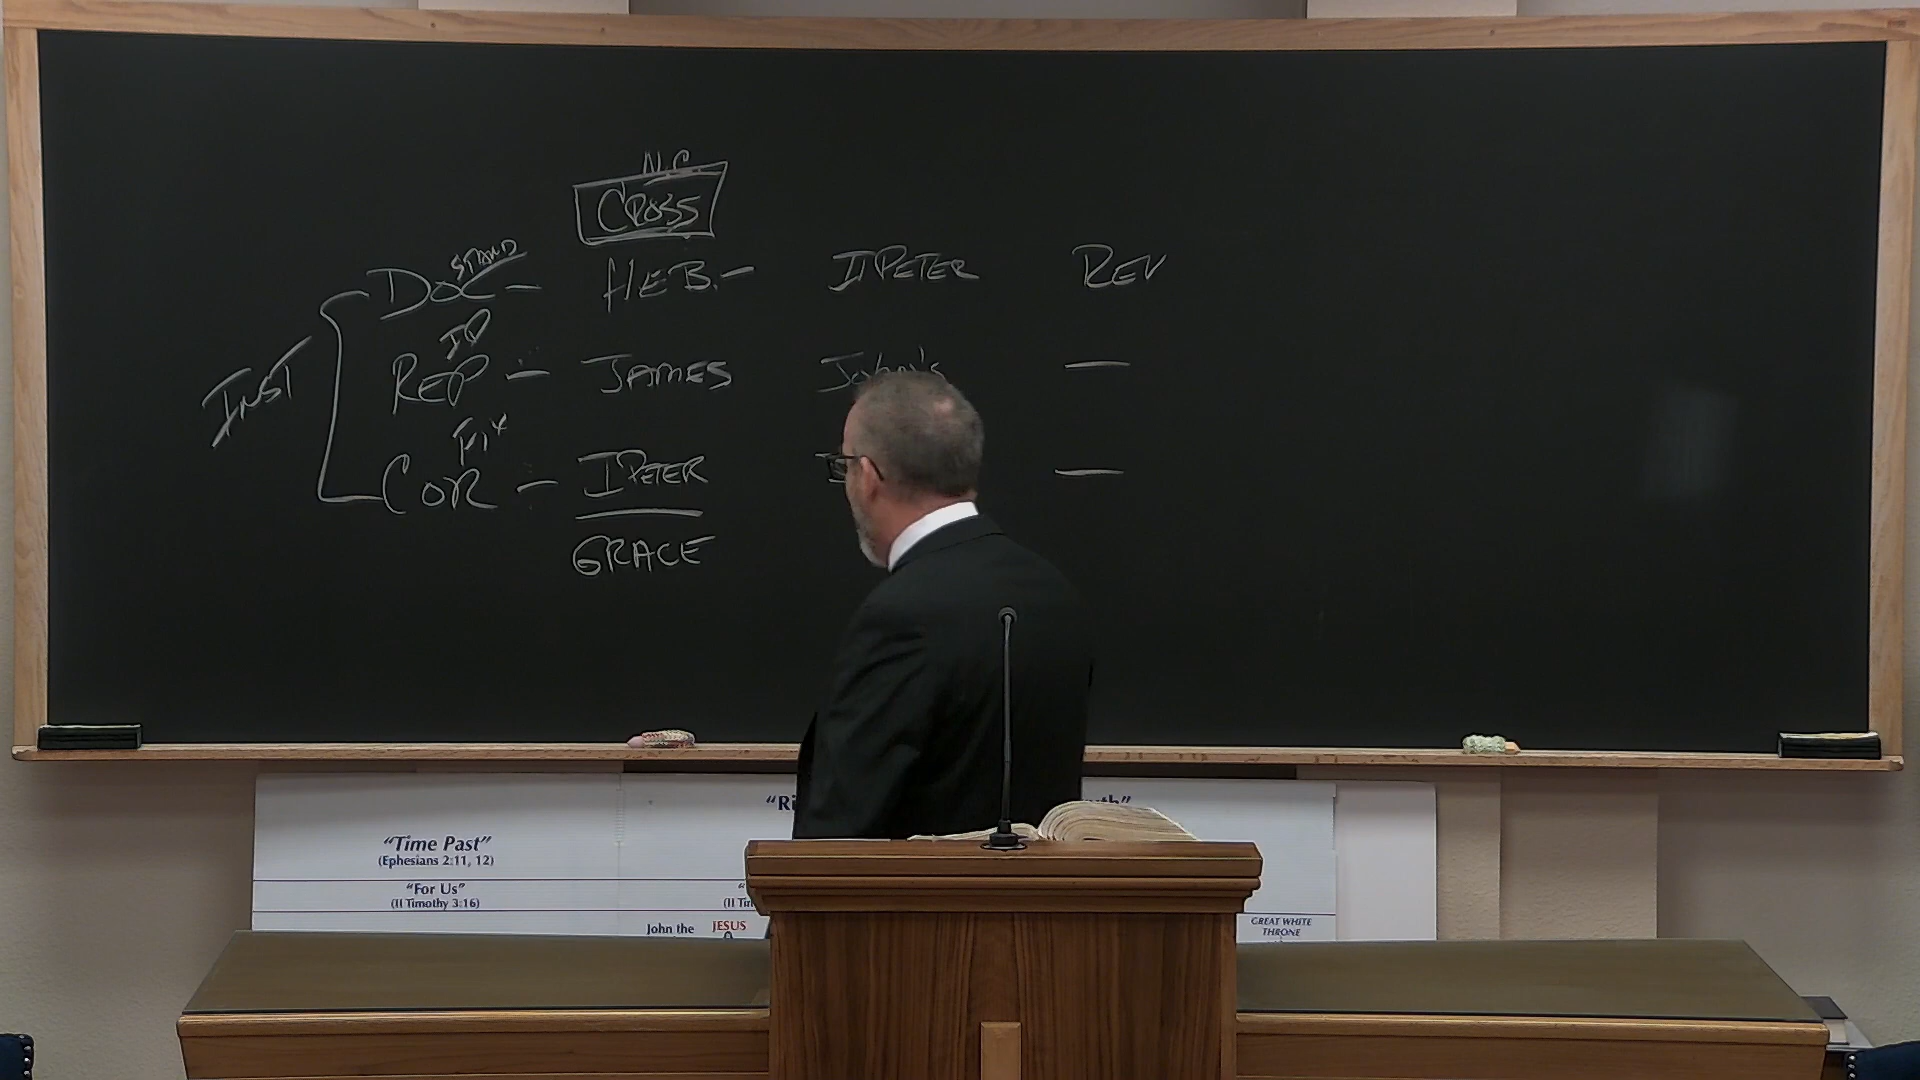 N.C.
CROSS
STAND
DOC - HEB. - II PETER REV
ID
REP - JAMES John's —
INST
FIX
COR - I PETER —
GRACE
"Time Past"
(Ephesians 2:11, 12)
"For Us"
(II Timothy 3:16)
John the JESUS
GREAT WHITE
THRONE